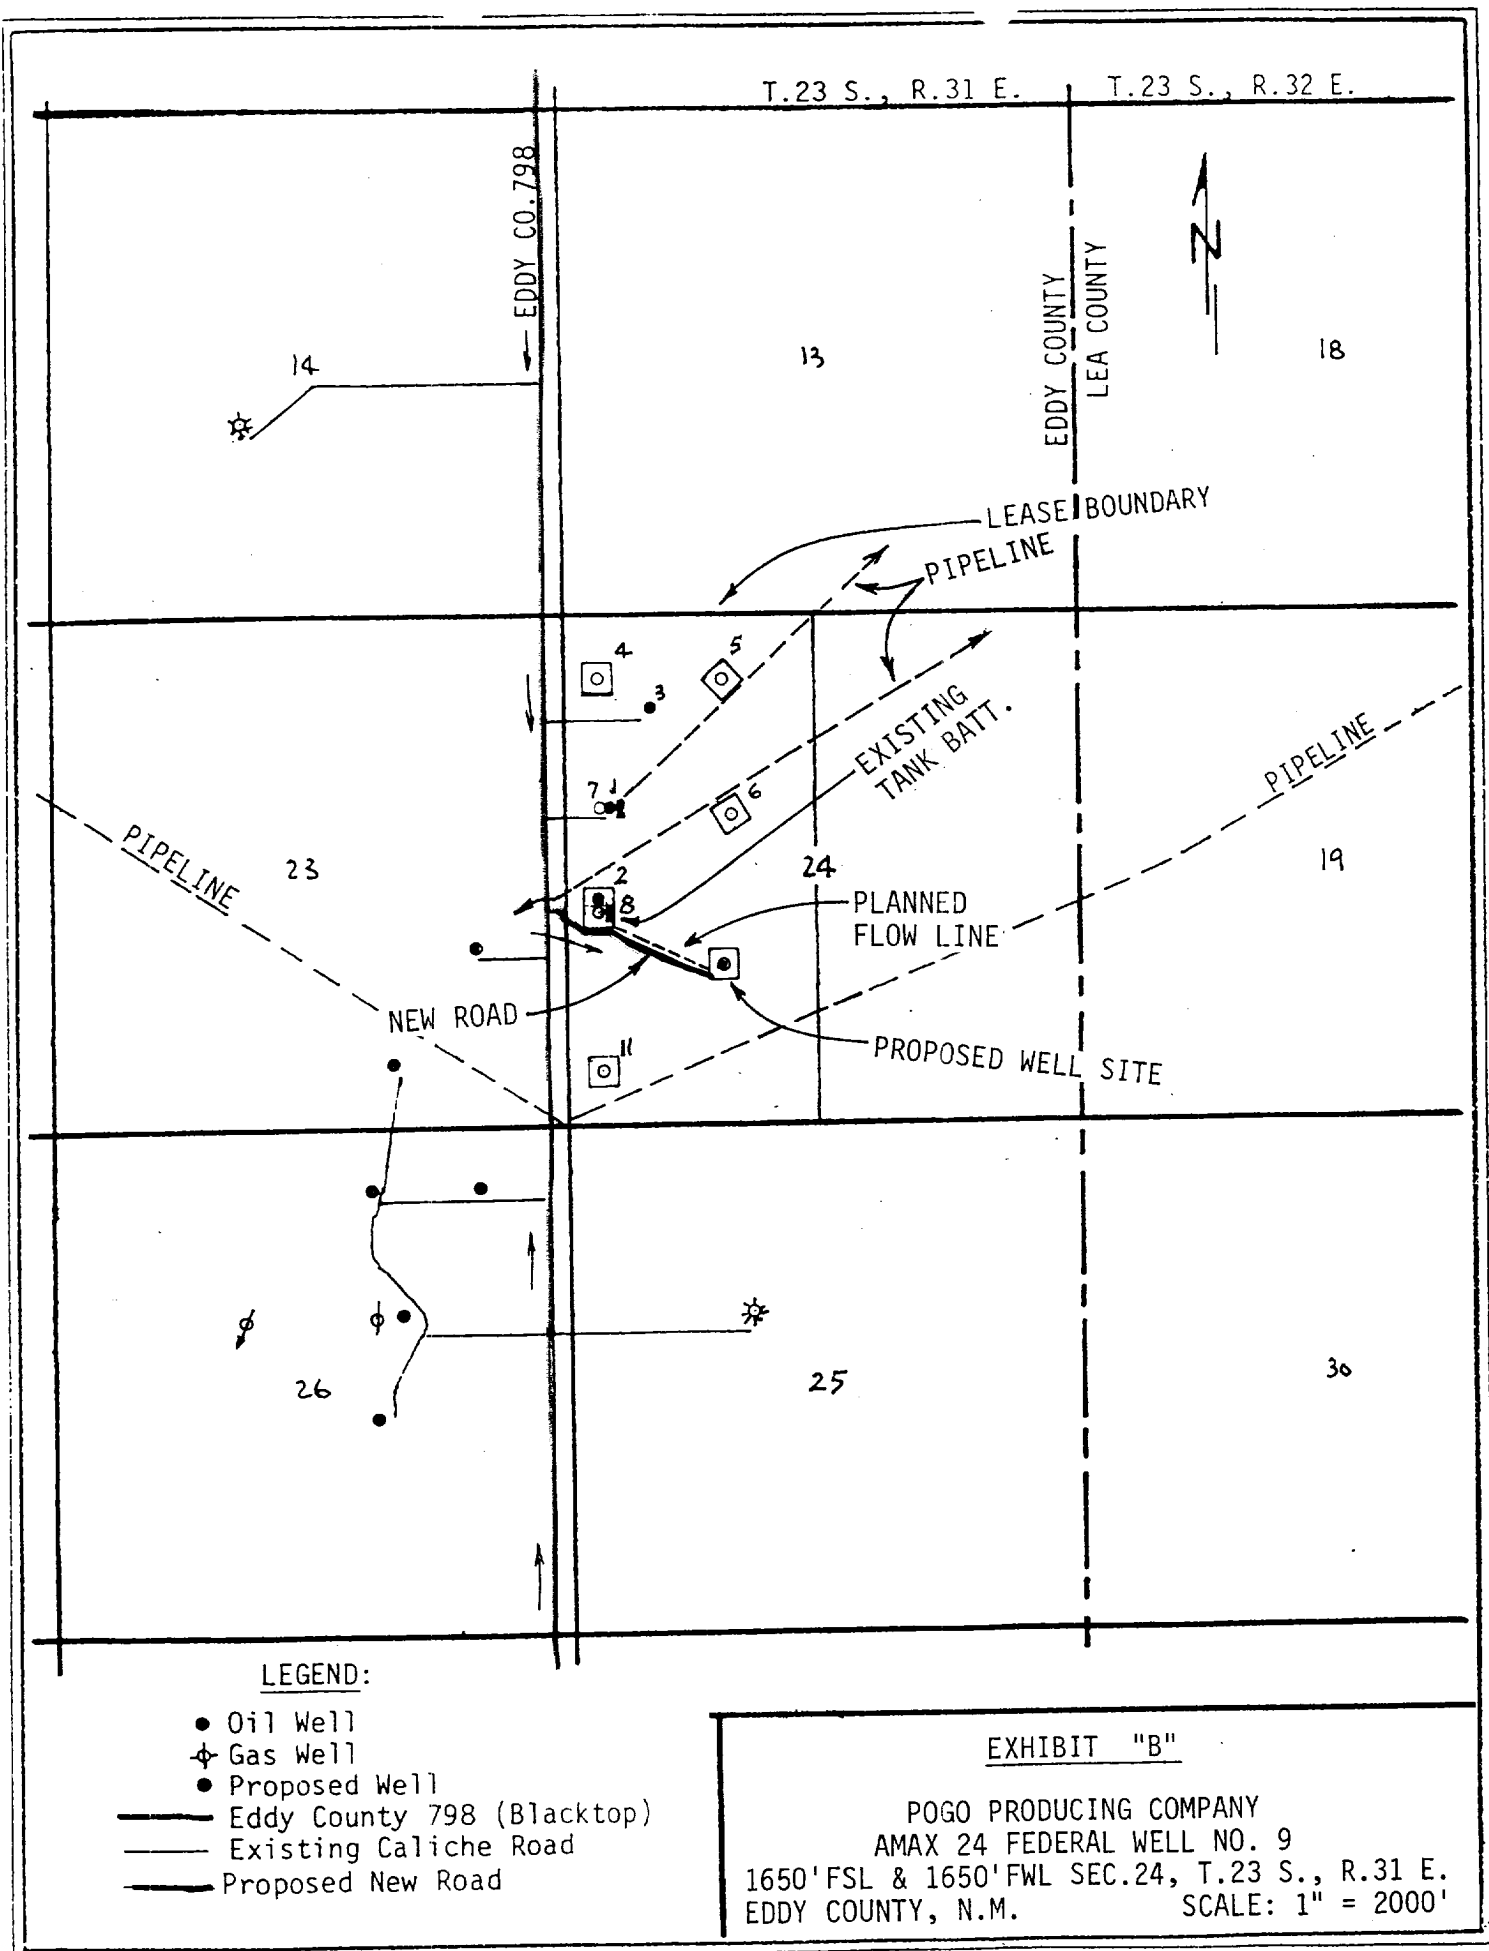 T.23 S., R.31 E.
T.23 S., R.32 E.
EDDY CO.798
EDDY COUNTY
LEA COUNTY
N
14
13
18
LEASE BOUNDARY
PIPELINE
4
5
3
EXISTING
TANK BATT.
PIPELINE
7
1
6
PIPELINE
23
24
19
2
8
PLANNED
FLOW LINE
NEW ROAD
11
PROPOSED WELL SITE
26
25
30
LEGEND:
Oil Well
Gas Well
Proposed Well
Eddy County 798 (Blacktop)
Existing Caliche Road
Proposed New Road
EXHIBIT "B"
POGO PRODUCING COMPANY
AMAX 24 FEDERAL WELL NO. 9
1650'FSL & 1650'FWL SEC.24, T.23 S., R.31 E.
EDDY COUNTY, N.M. SCALE: 1" = 2000'